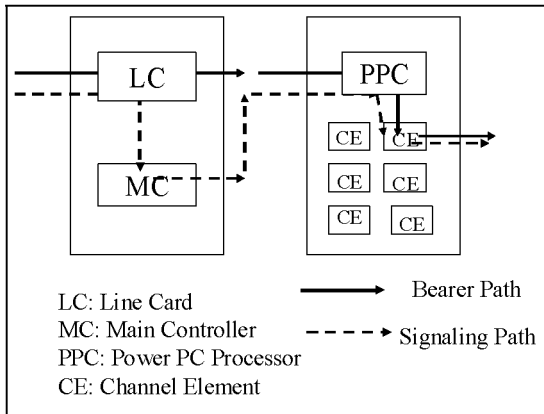 LC
PPC
MC
CE
CE
CE
CE
CE
CE
LC: Line Card
MC: Main Controller
PPC: Power PC Processor
CE: Channel Element
Bearer Path
Signaling Path